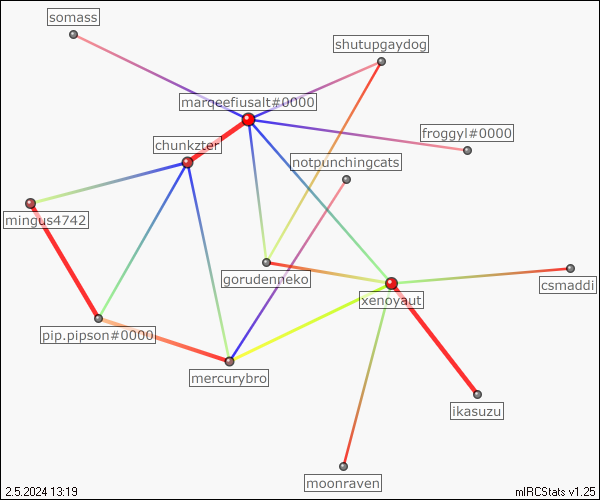 somass
shutupgaydog
marqeefiusalt#0000
froggyl#0000
chunkzter
notpunchingcats
mingus4742
gorudenneko
csmaddi
xenoyaut
pip.pipson#0000
mercurybro
ikasuzu
moonraven
2.5.2024 13:19
mIRCStats v1.25